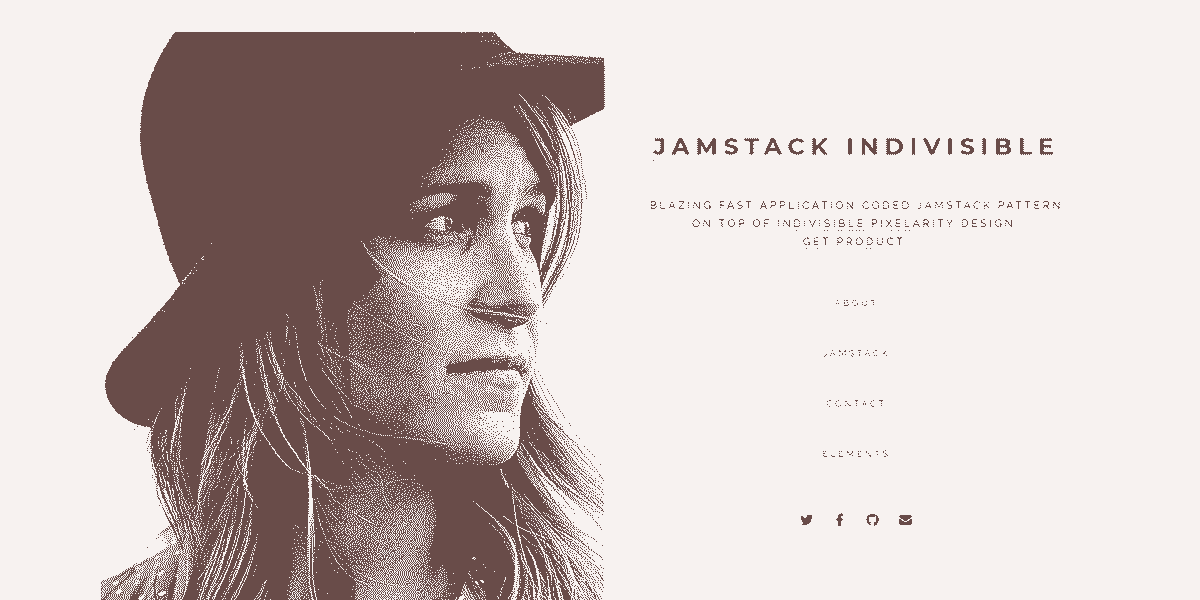 JAMSTACK INDIVISIBLE
BLAZING FAST APPLICATION CODED JAMSTACK PATTERN
ON TOP OF INDIVISIBLE PIXELARITY DESIGN
GET PRODUCT
ABOUT
JAMSTACK
CONTACT
ELEMENTS